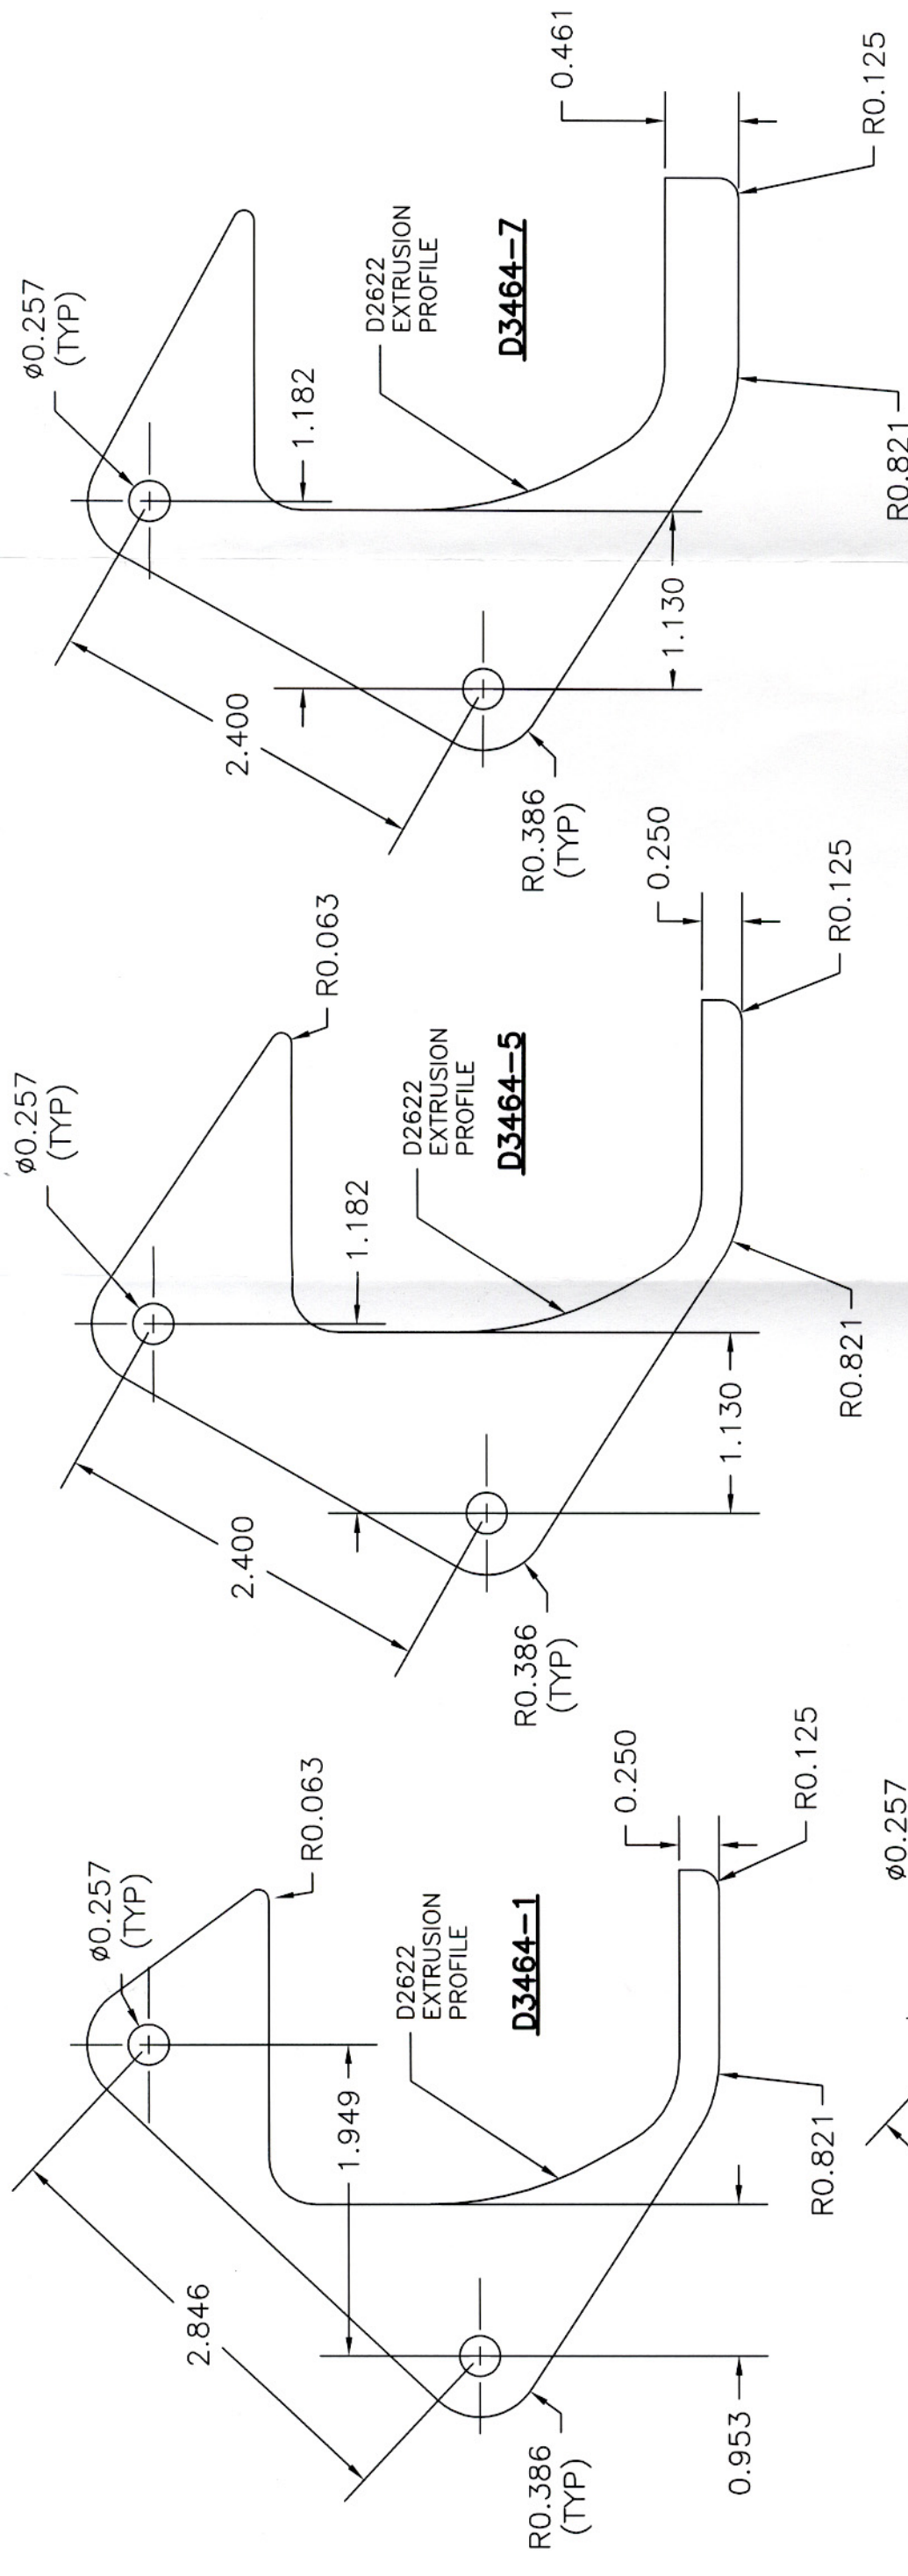 ø0.257
(TYP)
2.846
R0.063
1.949
D2622
EXTRUSION
PROFILE
D3464-1
0.250
R0.125
R0.821
R0.386
(TYP)
0.953
ø0.257
ø0.257
(TYP)
2.400
R0.063
1.182
D2622
EXTRUSION
PROFILE
D3464-5
0.250
R0.125
R0.821
1.130
R0.386
(TYP)
ø0.257
(TYP)
2.400
1.182
D2622
EXTRUSION
PROFILE
D3464-7
0.461
R0.125
R0.821
1.130
R0.386
(TYP)